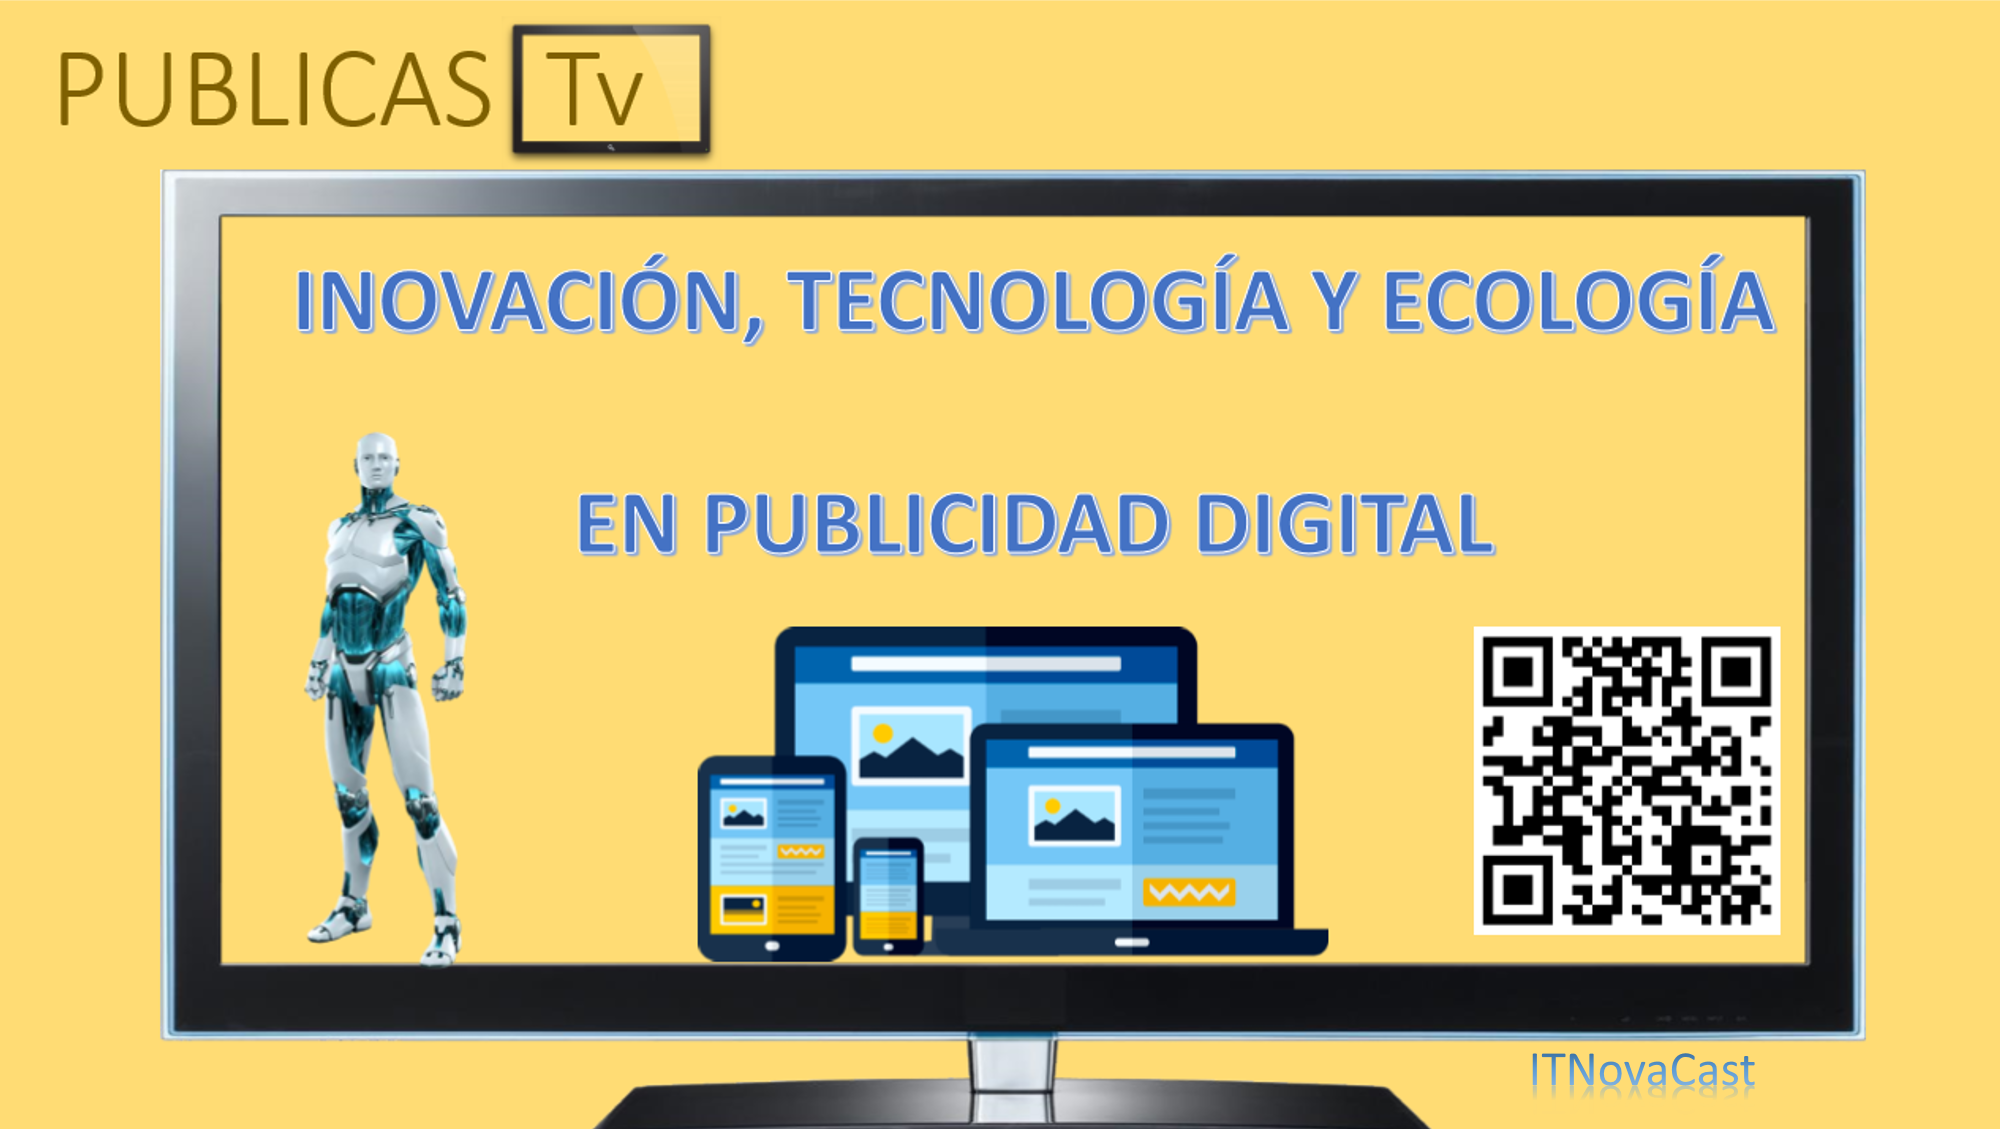 PUBLICAS Tv
INOVACIÓN, TECNOLOGÍA Y ECOLOGÍA
EN PUBLICIDAD DIGITAL
ITNovaCast